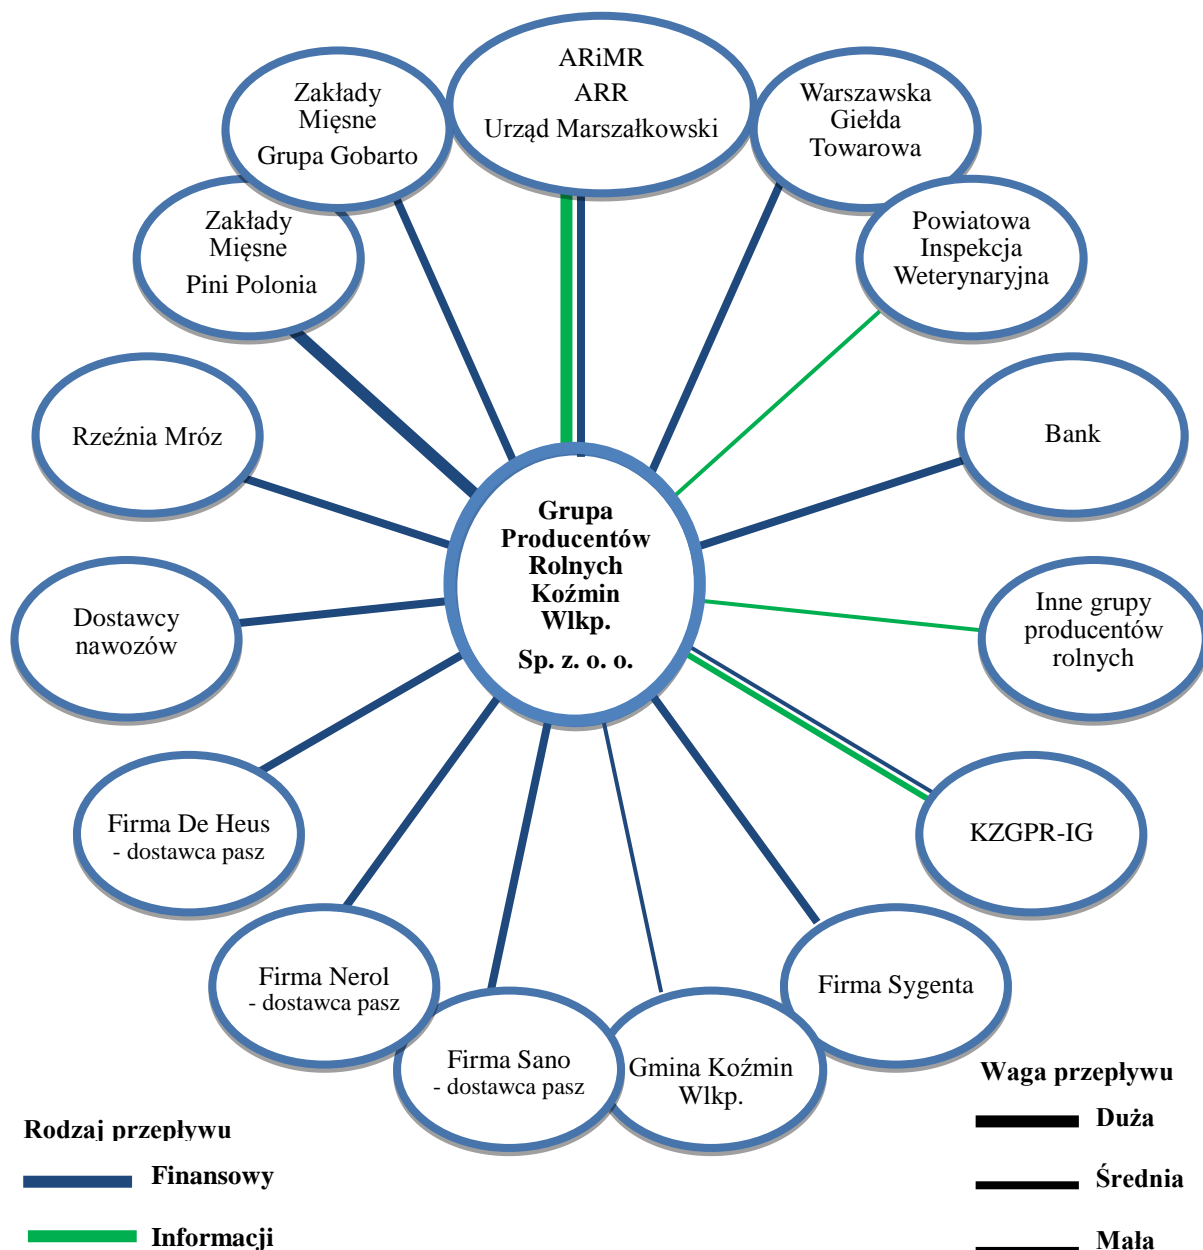 ARiMR
ARR
Urząd Marszałkowski
Zakłady
Mięsne
Grupa Gobarto
Warszawska
Giełda
Towarowa
Zakłady
Mięsne
Pini Polonia
Powiatowa
Inspekcja
Weterynaryjna
Rzeźnia Mróz
Bank
Grupa
Producentów
Rolnych
Koźmin
Wlkp.
Sp. z. o. o.
Dostawcy
nawozów
Inne grupy
producentów
rolnych
Firma De Heus
- dostawca pasz
KZGPR-IG
Firma Nerol
- dostawca pasz
Firma Sygenta
Firma Sano
- dostawca pasz
Gmina Koźmin
Wlkp.
Rodzaj przepływu
Finansowy
Informacji
Waga przepływu
Duża
Średnia
Mała